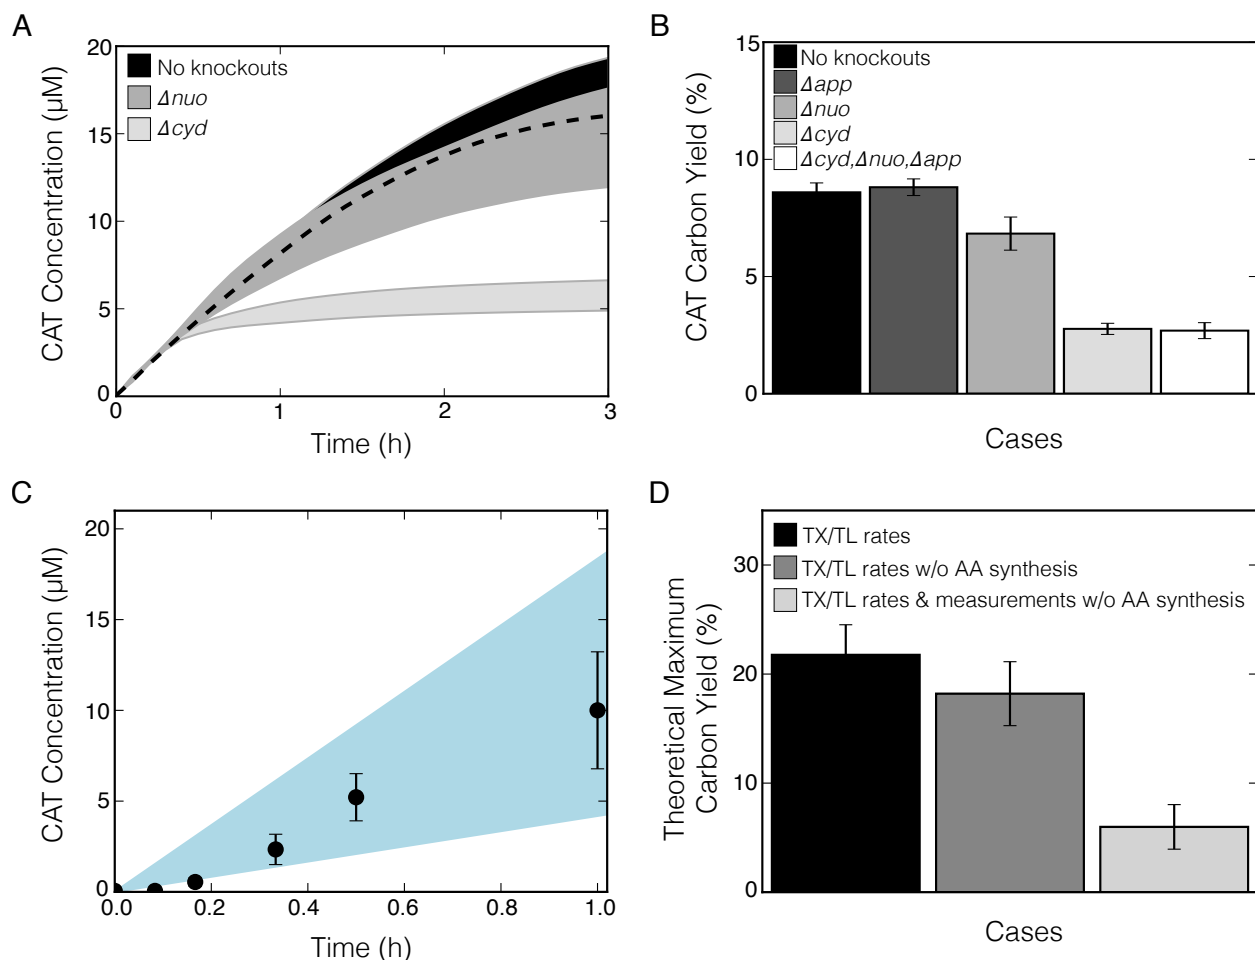 A
CAT Concentration (μM)
20
15
10
5
0
No knockouts
Δnuo
Δcyd
0
1
2
3
Time (h)
B
CAT Carbon Yield (%)
15
10
5
0
No knockouts
Δapp
Δnuo
Δcyd
Δcyd,Δnuo,Δapp
Cases
C
CAT Concentration (μM)
20
15
10
5
0
0.0
0.2
0.4
0.6
0.8
1.0
Time (h)
D
Theoretical Maximum
Carbon Yield (%)
30
20
10
0
TX/TL rates
TX/TL rates w/o AA synthesis
TX/TL rates & measurements w/o AA synthesis
Cases